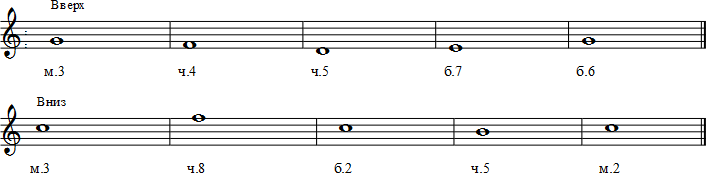 Вверх
м.3 ч.4 ч.5 б.7 б.6
Вниз
м.3 ч.8 б.2 ч.5 м.2